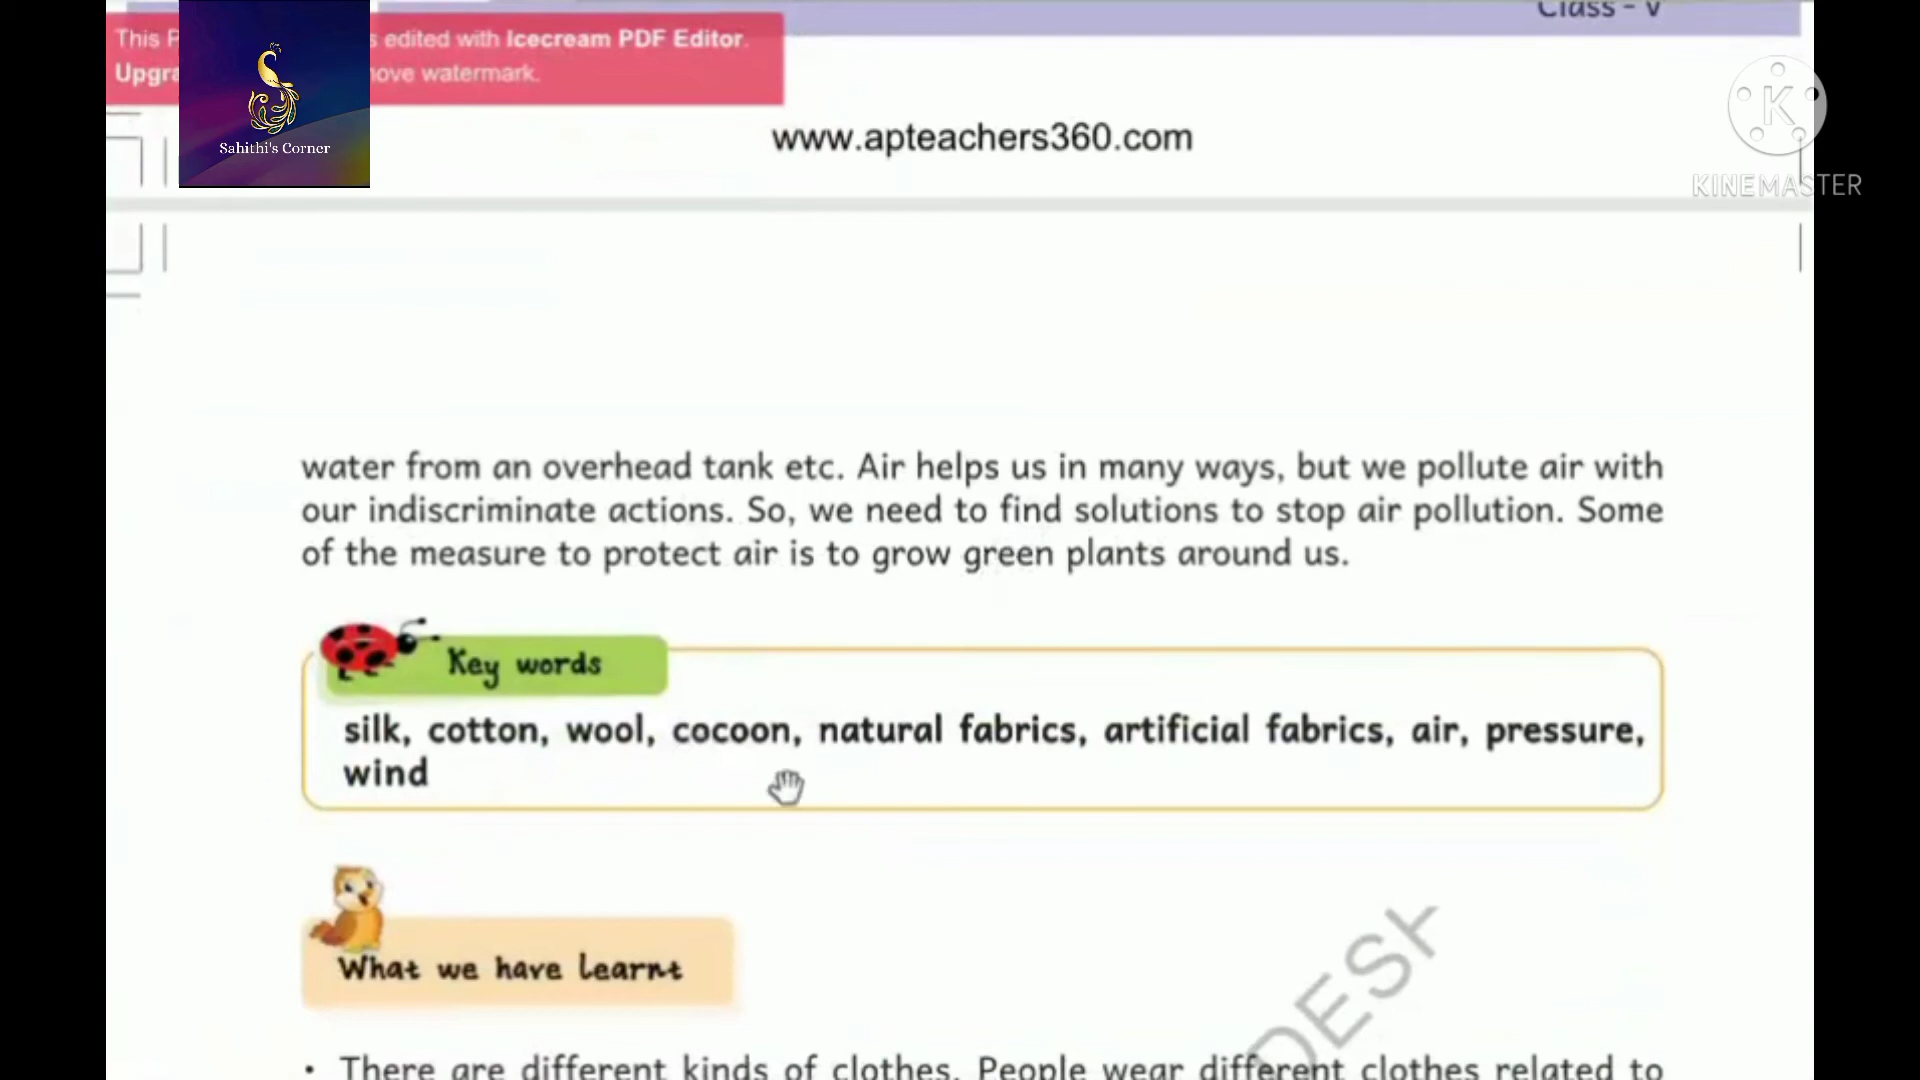 Class - V
This P s edited with Icecream PDF Editor.
Upgra move watermark.
Sahithi's Corner
www.apteachers360.com
K
KINEMASTER
water from an overhead tank etc. Air helps us in many ways, but we pollute air with
our indiscriminate actions. So, we need to find solutions to stop air pollution. Some
of the measure to protect air is to grow green plants around us.
Key words
silk, cotton, wool, cocoon, natural fabrics, artificial fabrics, air, pressure,
wind
What we have learnt
DESH
• There are different kinds of clothes. People wear different clothes related to